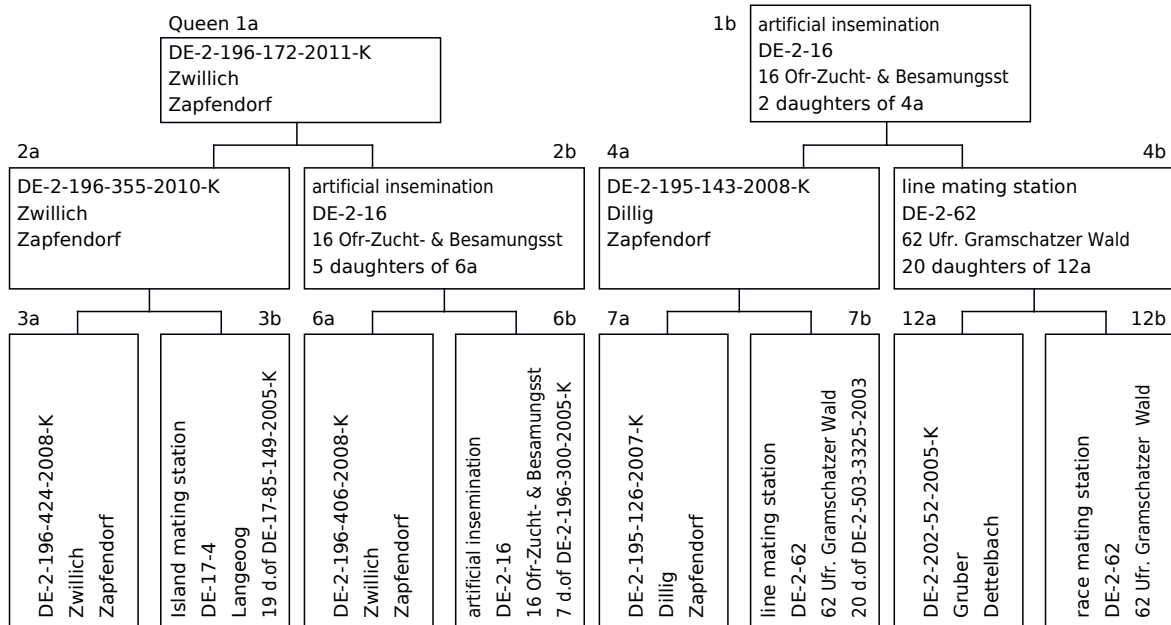 Queen 1a
DE-2-196-172-2011-K
Zwillich
Zapfendorf
1b
artificial insemination
DE-2-16
16 Ofr-Zucht- & Besamungsst
2 daughters of 4a
2a
DE-2-196-355-2010-K
Zwillich
Zapfendorf
2b
artificial insemination
DE-2-16
16 Ofr-Zucht- & Besamungsst
5 daughters of 6a
4a
DE-2-195-143-2008-K
Dillig
Zapfendorf
4b
line mating station
DE-2-62
62 Ufr. Gramschatzer Wald
20 daughters of 12a
3a
DE-2-196-424-2008-K
Zwillich
Zapfendorf
3b
Island mating station
DE-17-4
Langeoog
19 d.of DE-17-85-149-2005-K
6a
DE-2-196-406-2008-K
Zwillich
Zapfendorf
6b
artificial insemination
DE-2-16
16 Ofr-Zucht- & Besamungsst
7 d.of DE-2-196-300-2005-K
7a
DE-2-195-126-2007-K
Dillig
Zapfendorf
7b
line mating station
DE-2-62
62 Ufr. Gramschatzer Wald
20 d.of DE-2-503-3325-2003
12a
DE-2-202-52-2005-K
Gruber
Dettelbach
12b
race mating station
DE-2-62
62 Ufr. Gramschatzer Wald